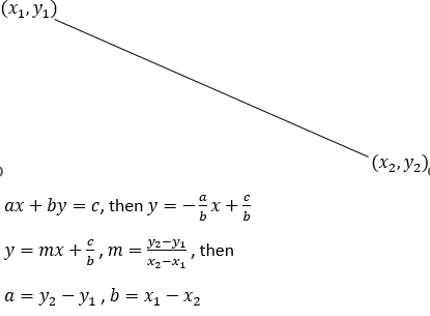 (x₁, y₁)
(x₂, y₂)
ax + by = c, then y = −a/b x + c/b
y = mx + c/b , m = y₂−y₁/x₂−x₁ , then
a = y₂ − y₁ , b = x₁ − x₂